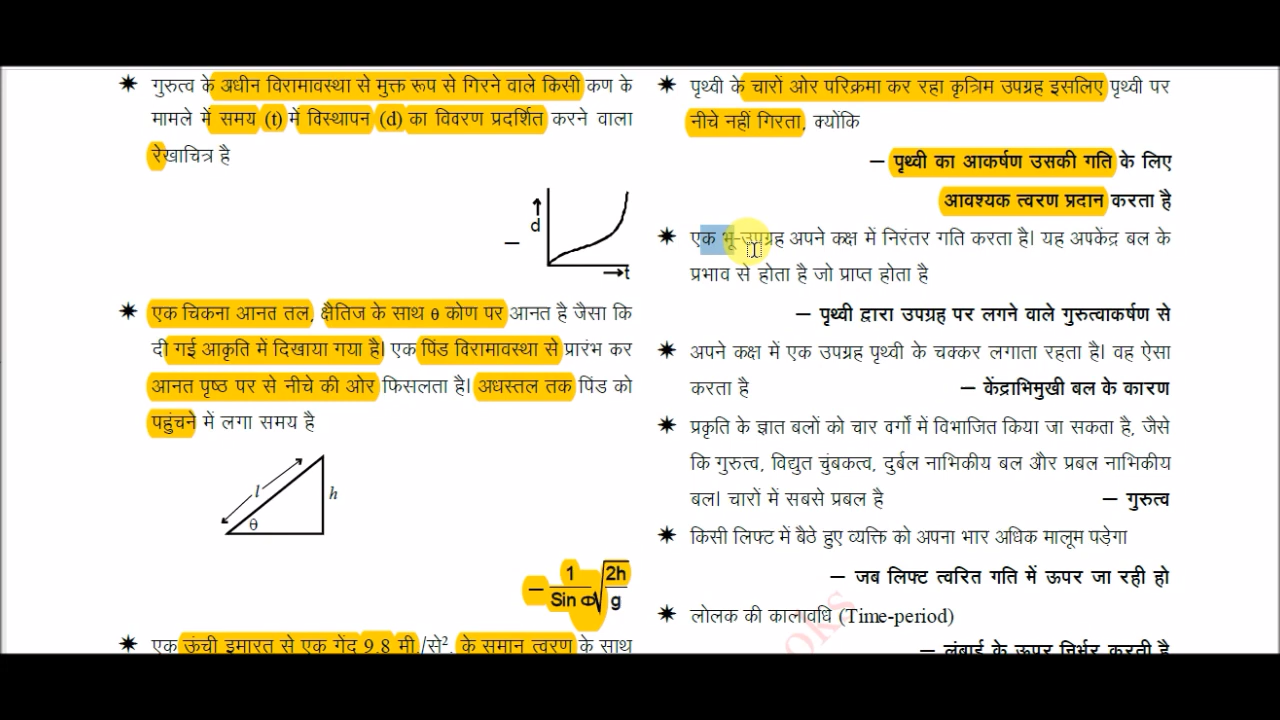 ✷ गुरुत्व के अधीन विरामावस्था से मुक्त रूप से गिरने वाले किसी कण के
मामले में समय (t) में विस्थापन (d) का विवरण प्रदर्शित करने वाला
रेखाचित्र है
d
– t
✷ एक चिकना आनत तल, क्षैतिज के साथ θ कोण पर आनत है जैसा कि
दी गई आकृति में दिखाया गया है। एक पिंड विरामावस्था से प्रारंभ कर
आनत पृष्ठ पर से नीचे की ओर फिसलता है। अधस्तल तक पिंड को
पहुंचने में लगा समय है
l h
θ
– 1/Sin Φ √2h/g
✷ एक ऊंची इमारत से एक गेंद 9.8 मी./से², के समान त्वरण के साथ
✷ पृथ्वी के चारों ओर परिक्रमा कर रहा कृत्रिम उपग्रह इसलिए पृथ्वी पर
नीचे नहीं गिरता, क्योंकि
– पृथ्वी का आकर्षण उसकी गति के लिए
आवश्यक त्वरण प्रदान करता है
✷ एक भू-उपग्रह अपने कक्ष में निरंतर गति करता है। यह अपकेंद्र बल के
प्रभाव से होता है जो प्राप्त होता है
– पृथ्वी द्वारा उपग्रह पर लगने वाले गुरुत्वाकर्षण से
✷ अपने कक्ष में एक उपग्रह पृथ्वी के चक्कर लगाता रहता है। वह ऐसा
करता है – केंद्राभिमुखी बल के कारण
✷ प्रकृति के ज्ञात बलों को चार वर्गों में विभाजित किया जा सकता है, जैसे
कि गुरुत्व, विद्युत चुंबकत्व, दुर्बल नाभिकीय बल और प्रबल नाभिकीय
बल। चारों में सबसे प्रबल है – गुरुत्व
✷ किसी लिफ्ट में बैठे हुए व्यक्ति को अपना भार अधिक मालूम पड़ेगा
– जब लिफ्ट त्वरित गति में ऊपर जा रही हो
✷ लोलक की कालावधि (Time-period)
– लंबाई के ऊपर निर्भर करती है